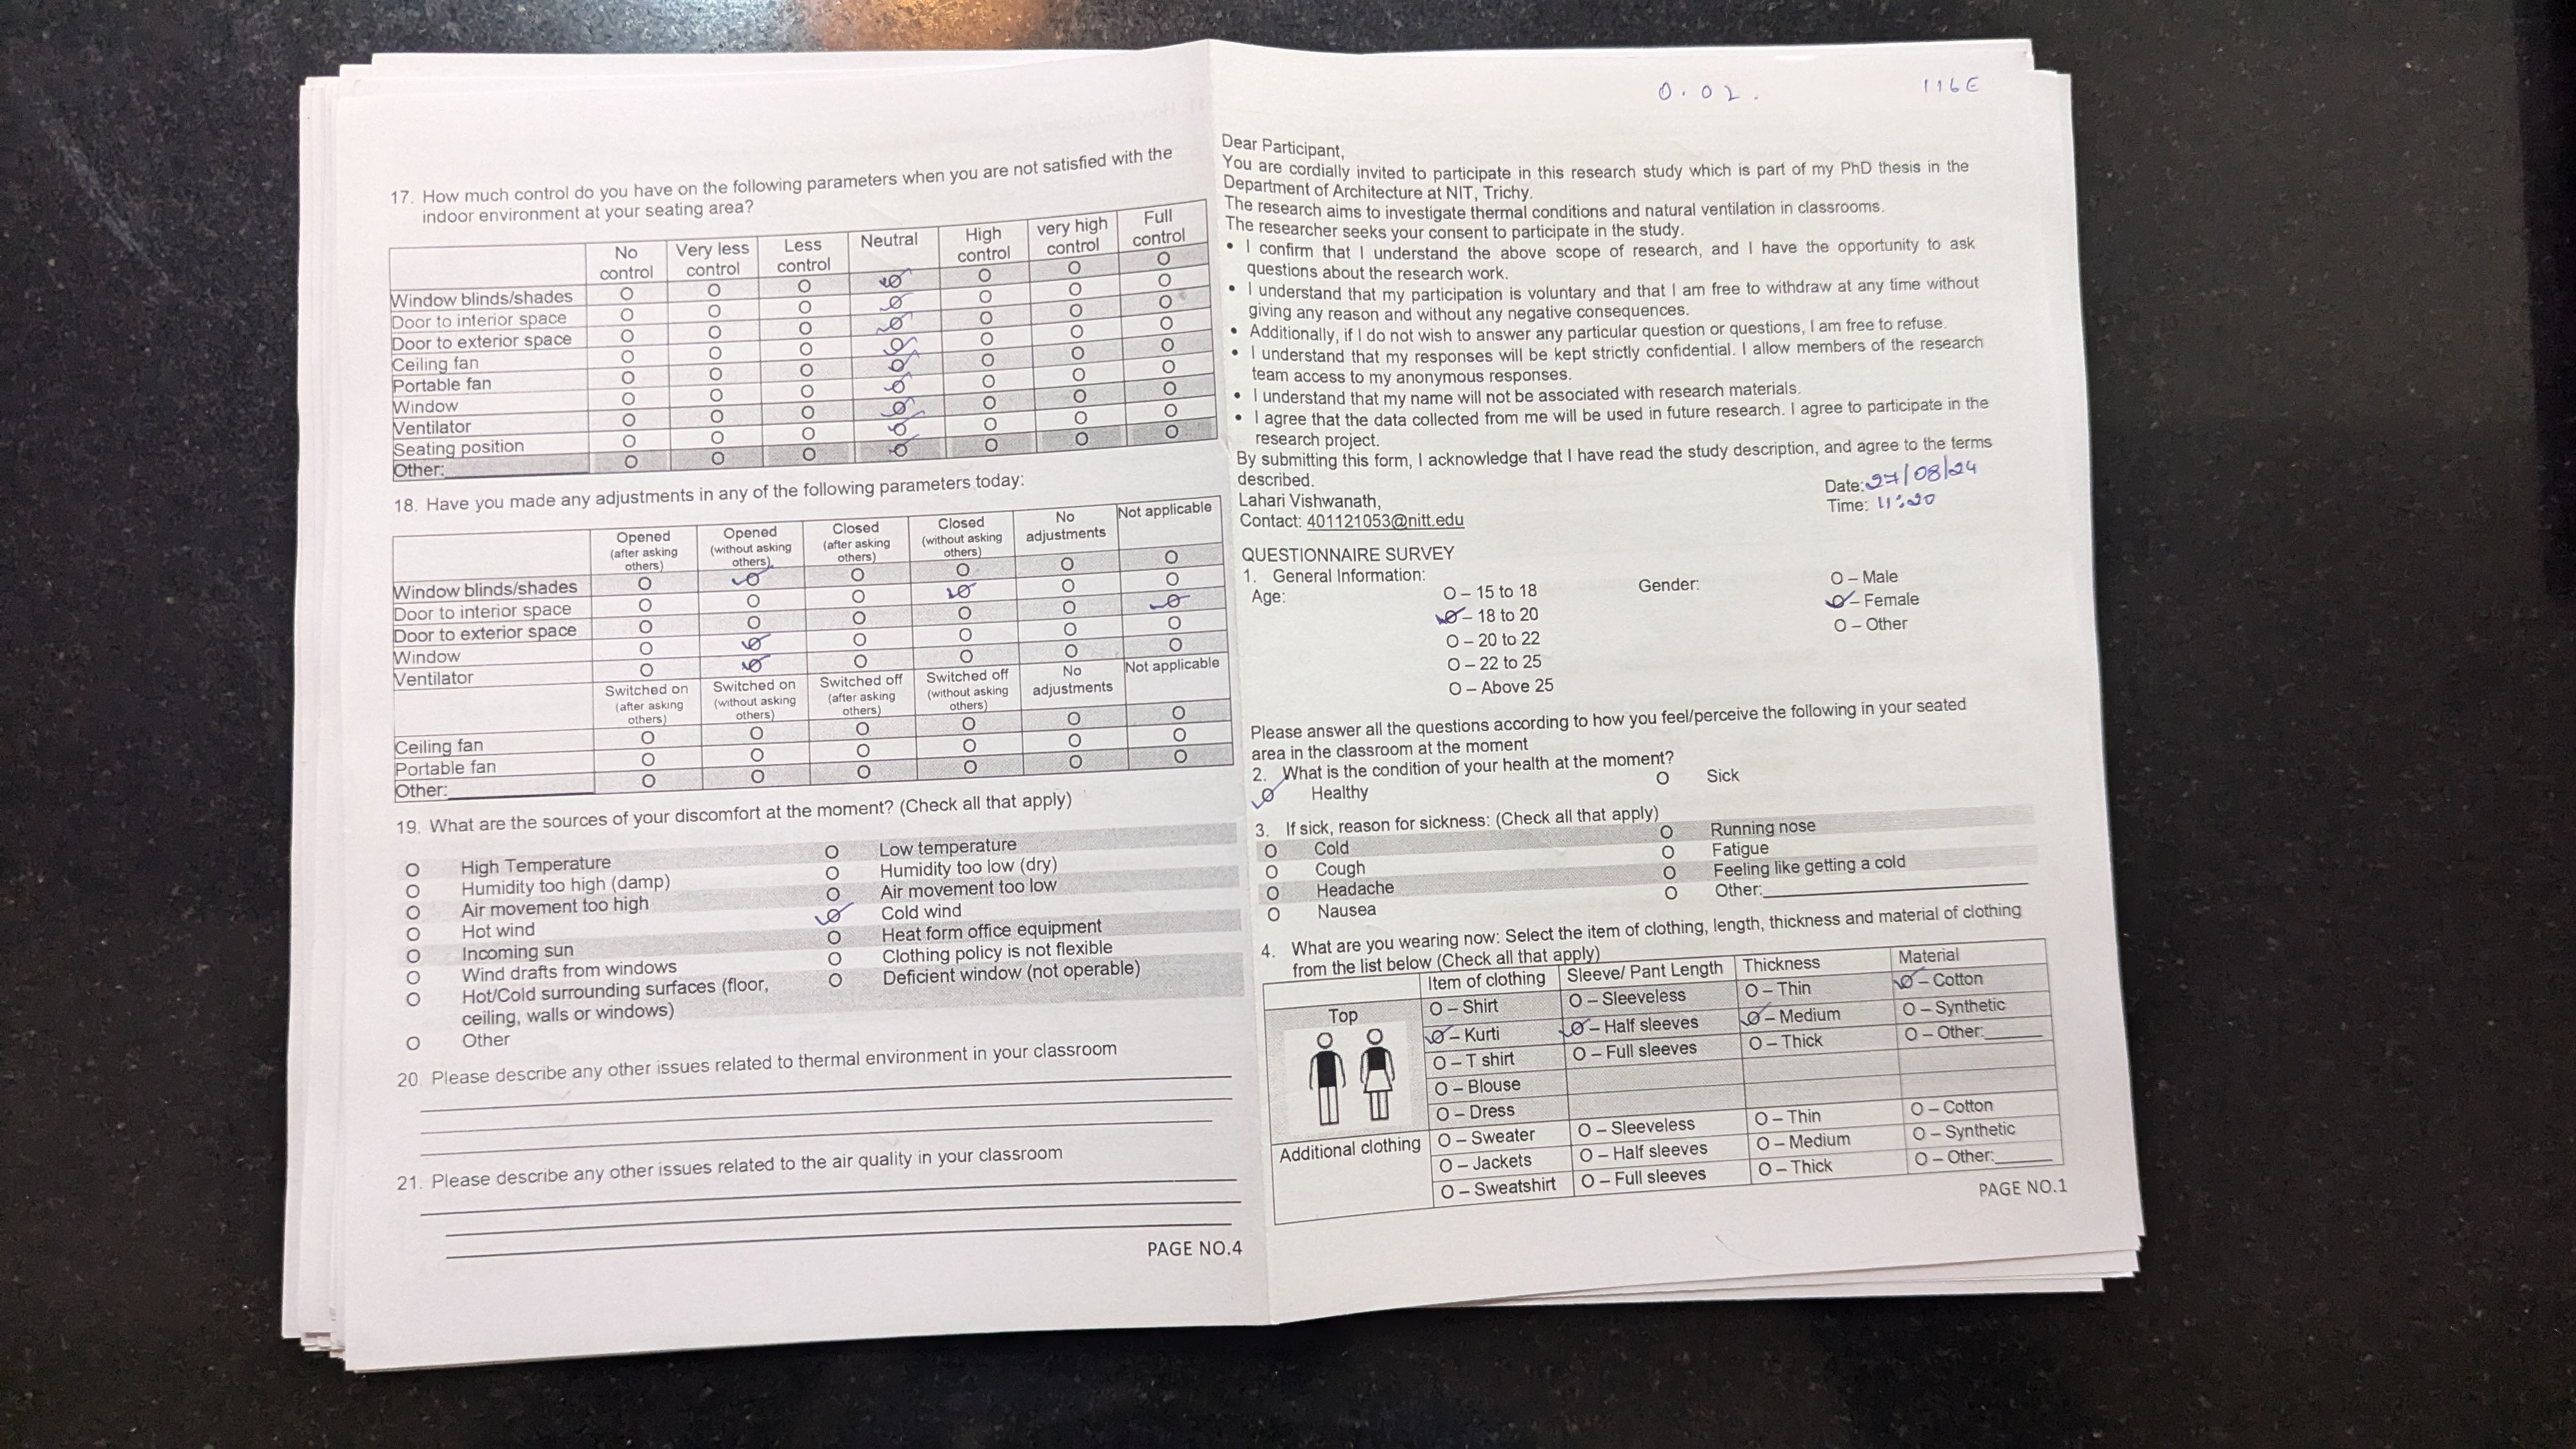 17. How much control do you have on the following parameters when you are not satisfied with the
indoor environment at your seating area?
No control Very less control Less control Neutral High control very high control Full control
Window blinds/shades O O O O O O O
Door to interior space O O O O O O O
Door to exterior space O O O O O O O
Ceiling fan O O O O O O O
Portable fan O O O O O O O
Window O O O O O O O
Ventilator O O O O O O O
Seating position O O O O O O O
Other: O O O O O O O
18. Have you made any adjustments in any of the following parameters today:
Opened (after asking others) Opened (without asking others) Closed (after asking others) Closed (without asking others) No adjustments Not applicable
Window blinds/shades O O O O O O
Door to interior space O O O O O O
Door to exterior space O O O O O O
Window O O O O O O
Ventilator O O O O O O
Switched on (after asking others) Switched on (without asking others) Switched off (after asking others) Switched off (without asking others) No adjustments Not applicable
Ceiling fan O O O O O O
Portable fan O O O O O O
Other: O O O O O O
19. What are the sources of your discomfort at the moment? (Check all that apply)
O High Temperature O Low temperature
O Humidity too high (damp) O Humidity too low (dry)
O Air movement too high O Air movement too low
O Hot wind O Cold wind
O Incoming sun O Heat form office equipment
O Wind drafts from windows O Clothing policy is not flexible
O Hot/Cold surrounding surfaces (floor, O Deficient window (not operable)
ceiling, walls or windows)
O Other
20. Please describe any other issues related to thermal environment in your classroom
21. Please describe any other issues related to the air quality in your classroom
PAGE NO.4
0.02. 116E
Dear Participant,
You are cordially invited to participate in this research study which is part of my PhD thesis in the
Department of Architecture at NIT, Trichy.
The research aims to investigate thermal conditions and natural ventilation in classrooms.
The researcher seeks your consent to participate in the study.
• I confirm that I understand the above scope of research, and I have the opportunity to ask
questions about the research work.
• I understand that my participation is voluntary and that I am free to withdraw at any time without
giving any reason and without any negative consequences.
• Additionally, if I do not wish to answer any particular question or questions, I am free to refuse.
• I understand that my responses will be kept strictly confidential. I allow members of the research
team access to my anonymous responses.
• I understand that my name will not be associated with research materials.
• I agree that the data collected from me will be used in future research. I agree to participate in the
research project.
By submitting this form, I acknowledge that I have read the study description, and agree to the terms
described.
Date: 27/08/24
Lahari Vishwanath,
Time: 11:20
Contact: 401121053@nitt.edu
QUESTIONNAIRE SURVEY
1. General Information:
Age: O – 15 to 18 Gender: O – Male
O – 18 to 20 O – Female
O – 20 to 22 O – Other
O – 22 to 25
O – Above 25
Please answer all the questions according to how you feel/perceive the following in your seated
area in the classroom at the moment
2. What is the condition of your health at the moment?
O Healthy O Sick
3. If sick, reason for sickness: (Check all that apply)
O Cold O Running nose
O Cough O Fatigue
O Headache O Feeling like getting a cold
O Nausea O Other:
4. What are you wearing now: Select the item of clothing, length, thickness and material of clothing
from the list below (Check all that apply)
Item of clothing Sleeve/ Pant Length Thickness Material
Top O – Shirt O – Sleeveless O – Thin O – Cotton
O – Kurti O – Half sleeves O – Medium O – Synthetic
O – T shirt O – Full sleeves O – Thick O – Other:
O – Blouse
O – Dress
Additional clothing O – Sweater O – Sleeveless O – Thin O – Cotton
O – Jackets O – Half sleeves O – Medium O – Synthetic
O – Sweatshirt O – Full sleeves O – Thick O – Other:
PAGE NO.1